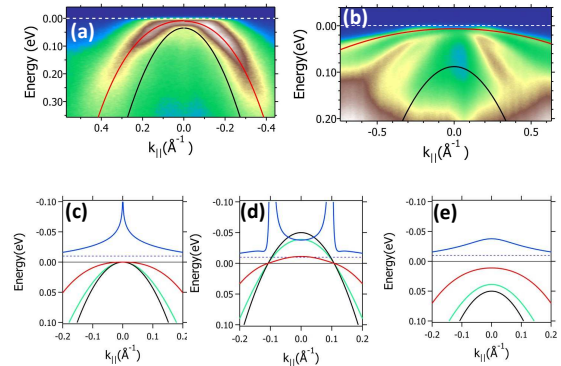 (a)
0.00
0.10
0.20
0.30
Energy (eV)
0.4 0.2 0.0 -0.2 -0.4
k||(Å-1)
(b)
0.00
0.10
0.20
Energy (eV)
-0.5 0.0 0.5
k||(Å-1)
(c)
-0.10
-0.05
0.00
0.05
0.10
Energy(eV)
-0.2 -0.1 0.0 0.1 0.2
k||(Å-1)
(d)
-0.10
-0.05
0.00
0.05
0.10
Energy(eV)
-0.2 -0.1 0.0 0.1 0.2
k||(Å-1)
(e)
-0.10
-0.05
0.00
0.05
0.10
Energy(eV)
-0.2 -0.1 0.0 0.1 0.2
k||(Å-1)